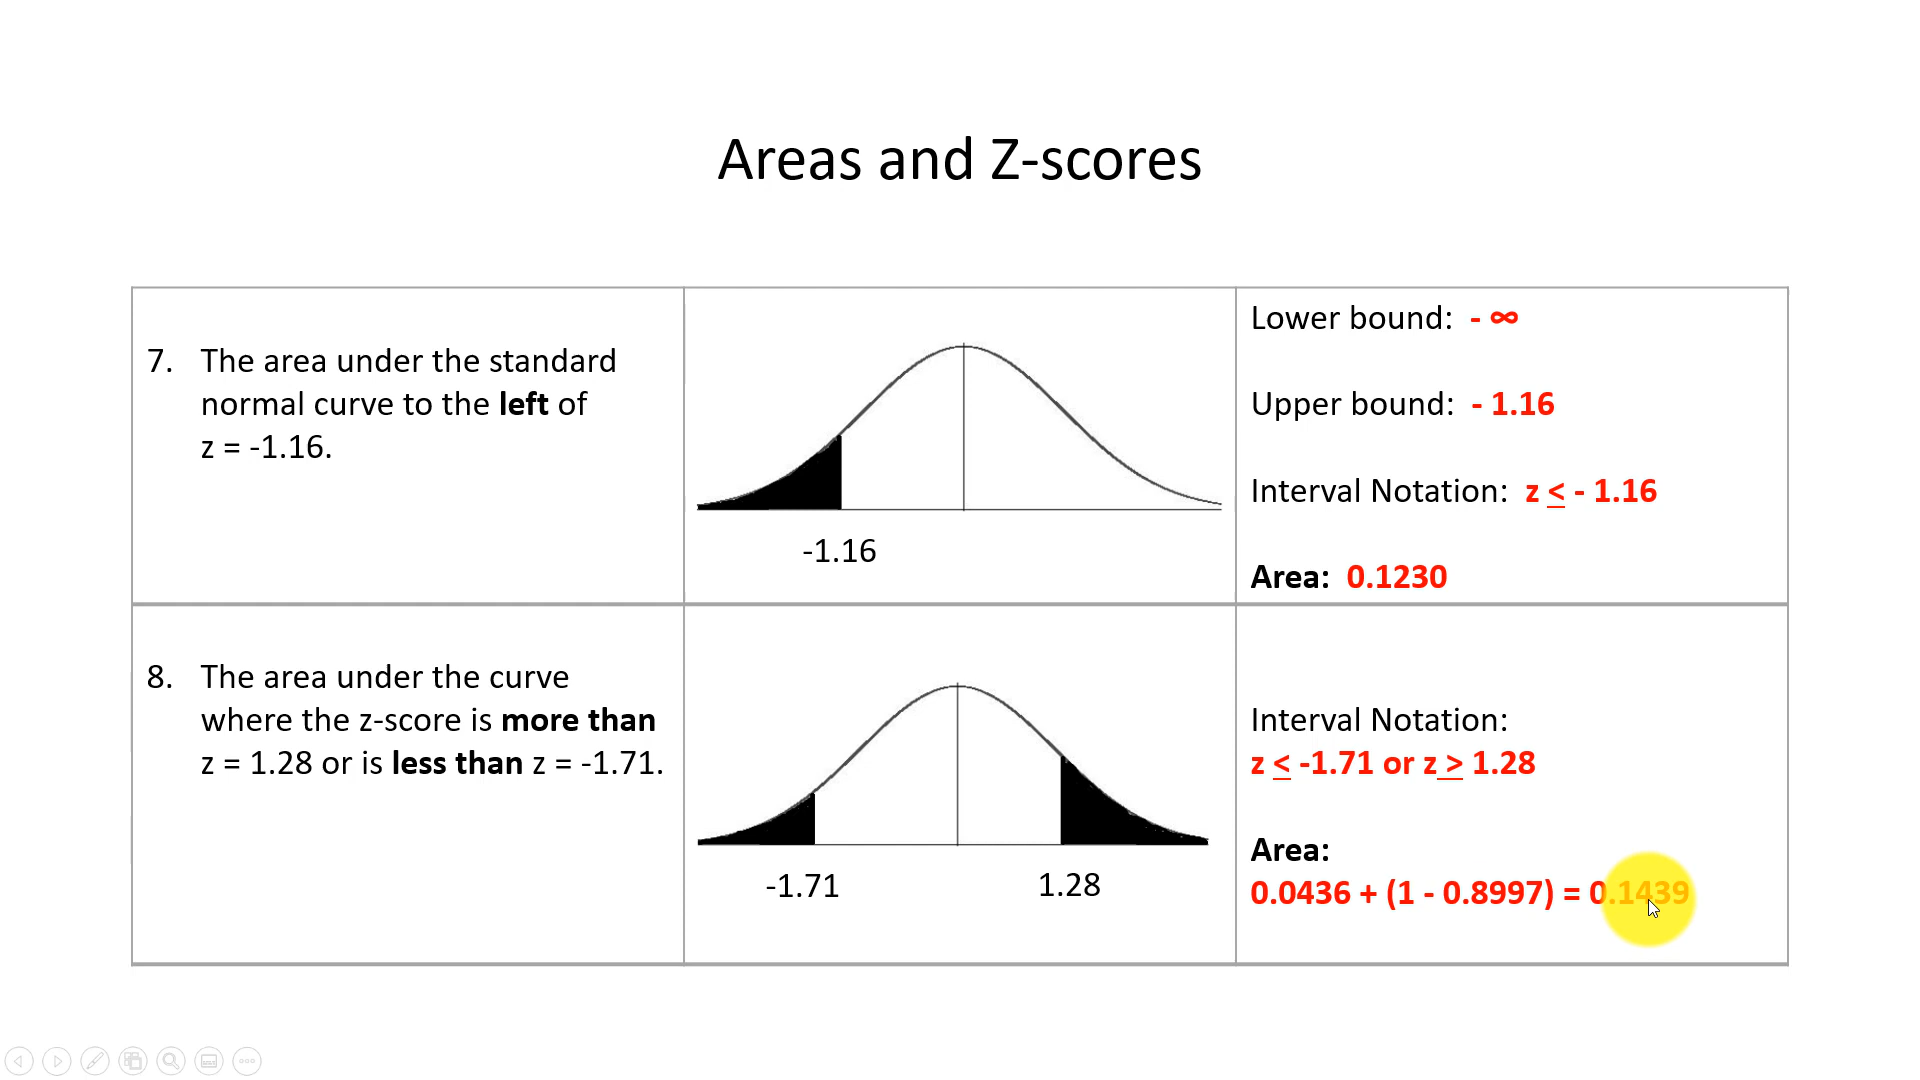 Areas and Z-scores
7. The area under the standard
normal curve to the left of
z = -1.16.
-1.16
Lower bound: - ∞
Upper bound: - 1.16
Interval Notation: z < - 1.16
Area: 0.1230
8. The area under the curve
where the z-score is more than
z = 1.28 or is less than z = -1.71.
-1.71
1.28
Interval Notation:
z < -1.71 or z > 1.28
Area:
0.0436 + (1 - 0.8997) = 0.1439